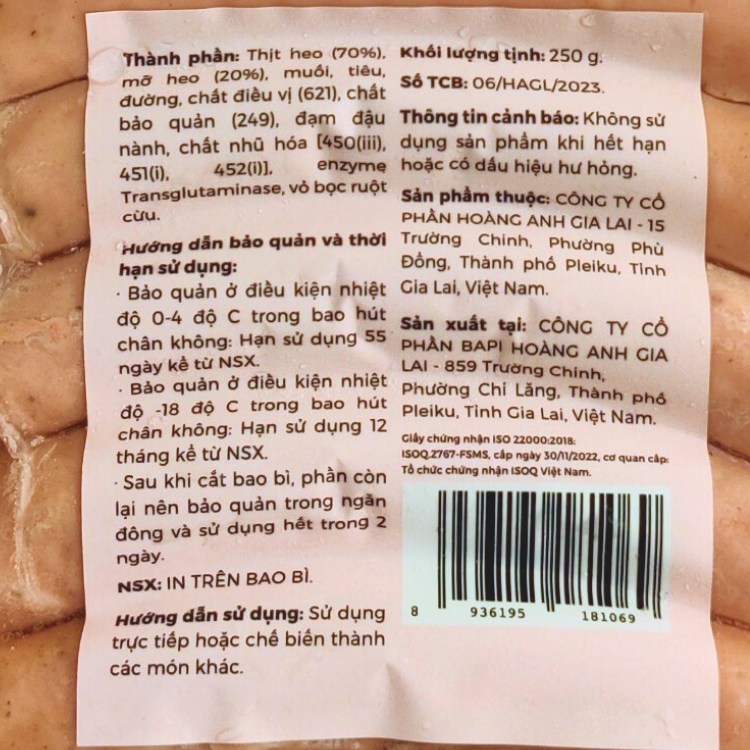 Thành phần: Thịt heo (70%),
mỡ heo (20%), muối, tiêu,
đường, chất điều vị (621), chất
bảo quản (249), đạm đậu
nành, chất nhũ hóa [450(iii),
451(i), 452(i)], enzyme
Transglutaminase, vỏ bọc ruột
cừu.
Hướng dẫn bảo quản và thời
hạn sử dụng:
· Bảo quản ở điều kiện nhiệt
độ 0-4 độ C trong bao hút
chân không: Hạn sử dụng 55
ngày kể từ NSX.
· Bảo quản ở điều kiện nhiệt
độ -18 độ C trong bao hút
chân không: Hạn sử dụng 12
tháng kể từ NSX.
· Sau khi cắt bao bì, phần còn
lại nên bảo quản trong ngăn
đông và sử dụng hết trong 2
ngày.
NSX: IN TRÊN BAO BÌ.
Hướng dẫn sử dụng: Sử dụng
trực tiếp hoặc chế biến thành
các món khác.
Khối lượng tịnh: 250 g.
Số TCB: 06/HAGL/2023.
Thông tin cảnh báo: Không sử
dụng sản phẩm khi hết hạn
hoặc có dấu hiệu hư hỏng.
Sản phẩm thuộc: CÔNG TY CỔ
PHẦN HOÀNG ANH GIA LAI - 15
Trường Chinh, Phường Phù
Đổng, Thành phố Pleiku, Tỉnh
Gia Lai, Việt Nam.
Sản xuất tại: CÔNG TY CỔ
PHẦN BAPI HOÀNG ANH GIA
LAI - 859 Trường Chinh,
Phường Chi Lăng, Thành phố
Pleiku, Tỉnh Gia Lai, Việt Nam.
Giấy chứng nhận ISO 22000:2018:
ISOQ.2767-FSMS, cấp ngày 30/11/2022, cơ quan cấp:
Tổ chức chứng nhận ISOQ Việt Nam.
8 936195 181069